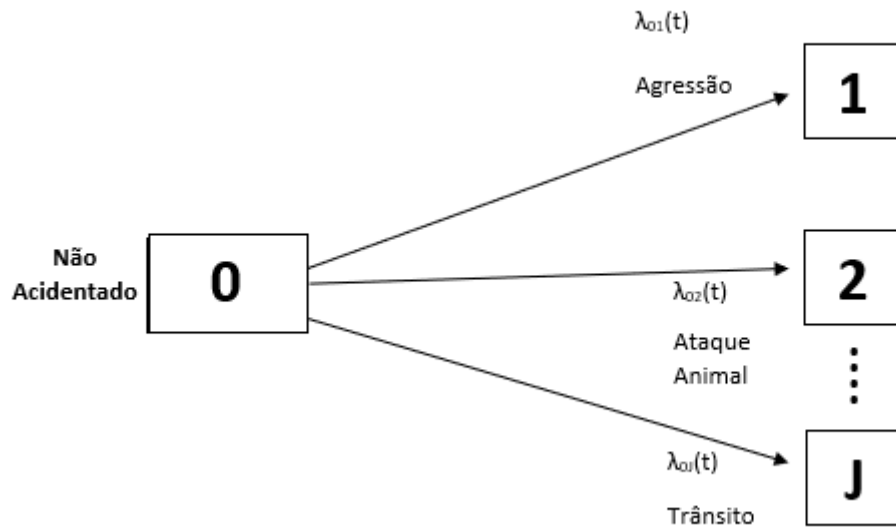 λ₀₁(t)
Agressão
1
Não
Acidentado
0
2
λ₀₂(t)
Ataque
Animal
λ₀J(t)
J
Trânsito